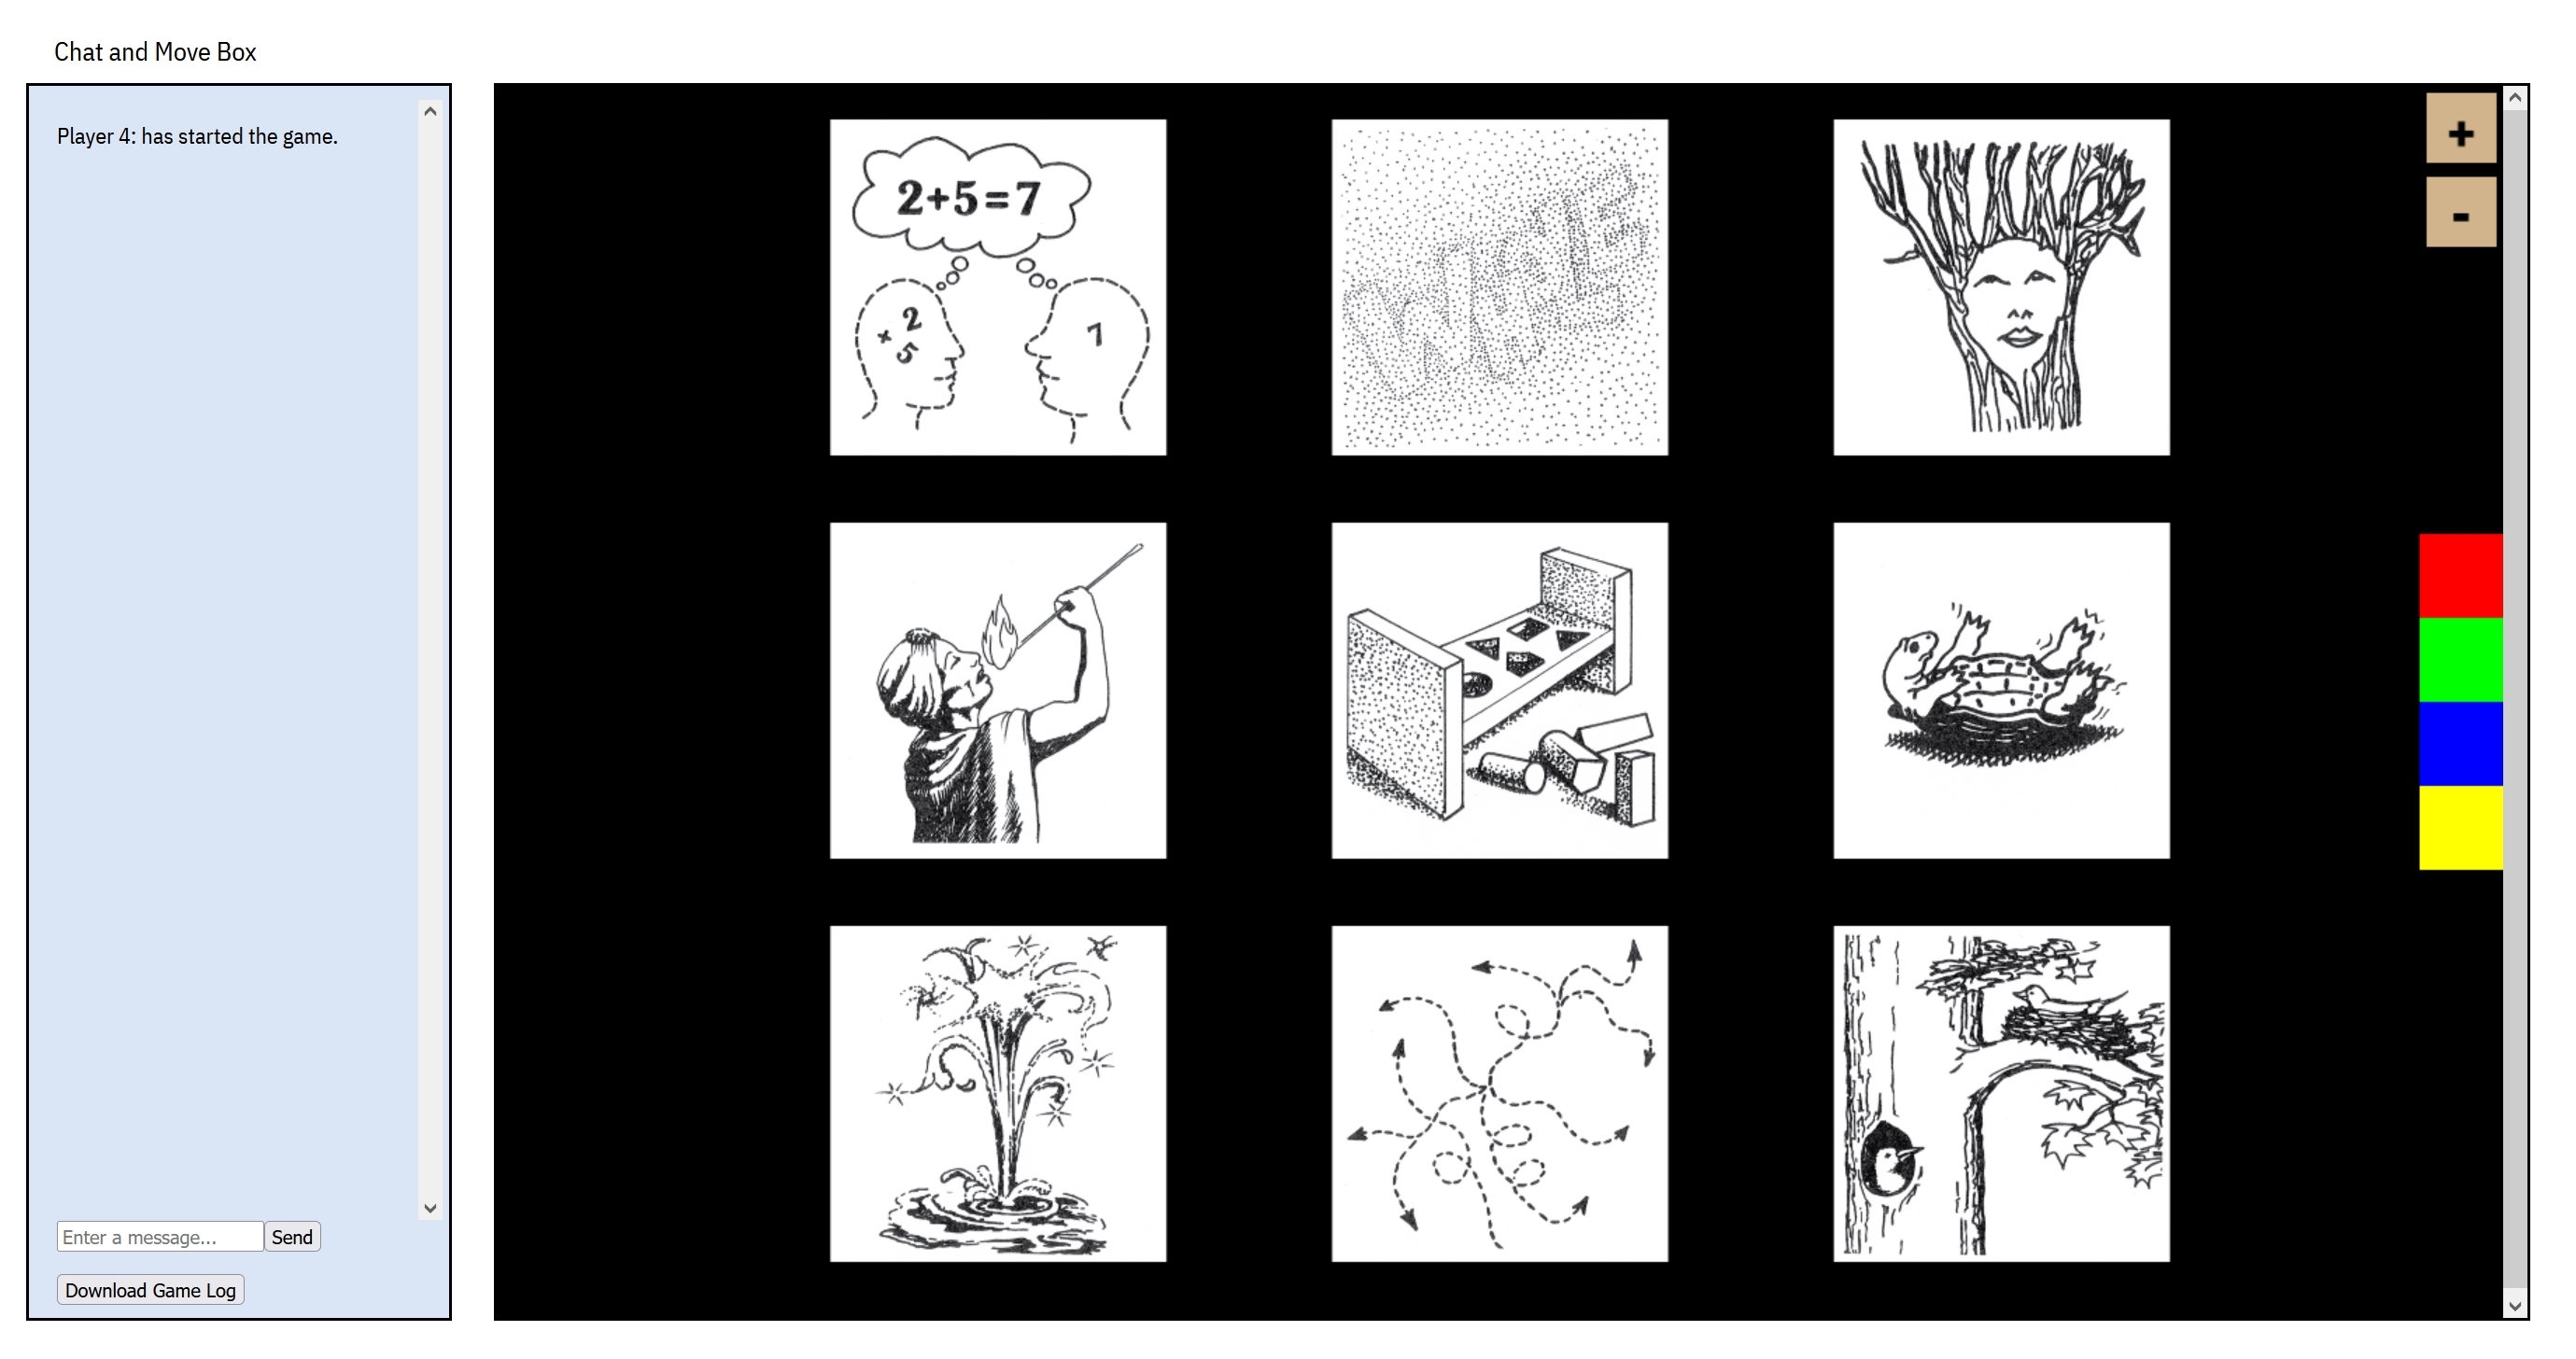 Chat and Move Box
Player 4: has started the game.
Enter a message...
Send
Download Game Log
+
-
2+5=7
2
+
5
7